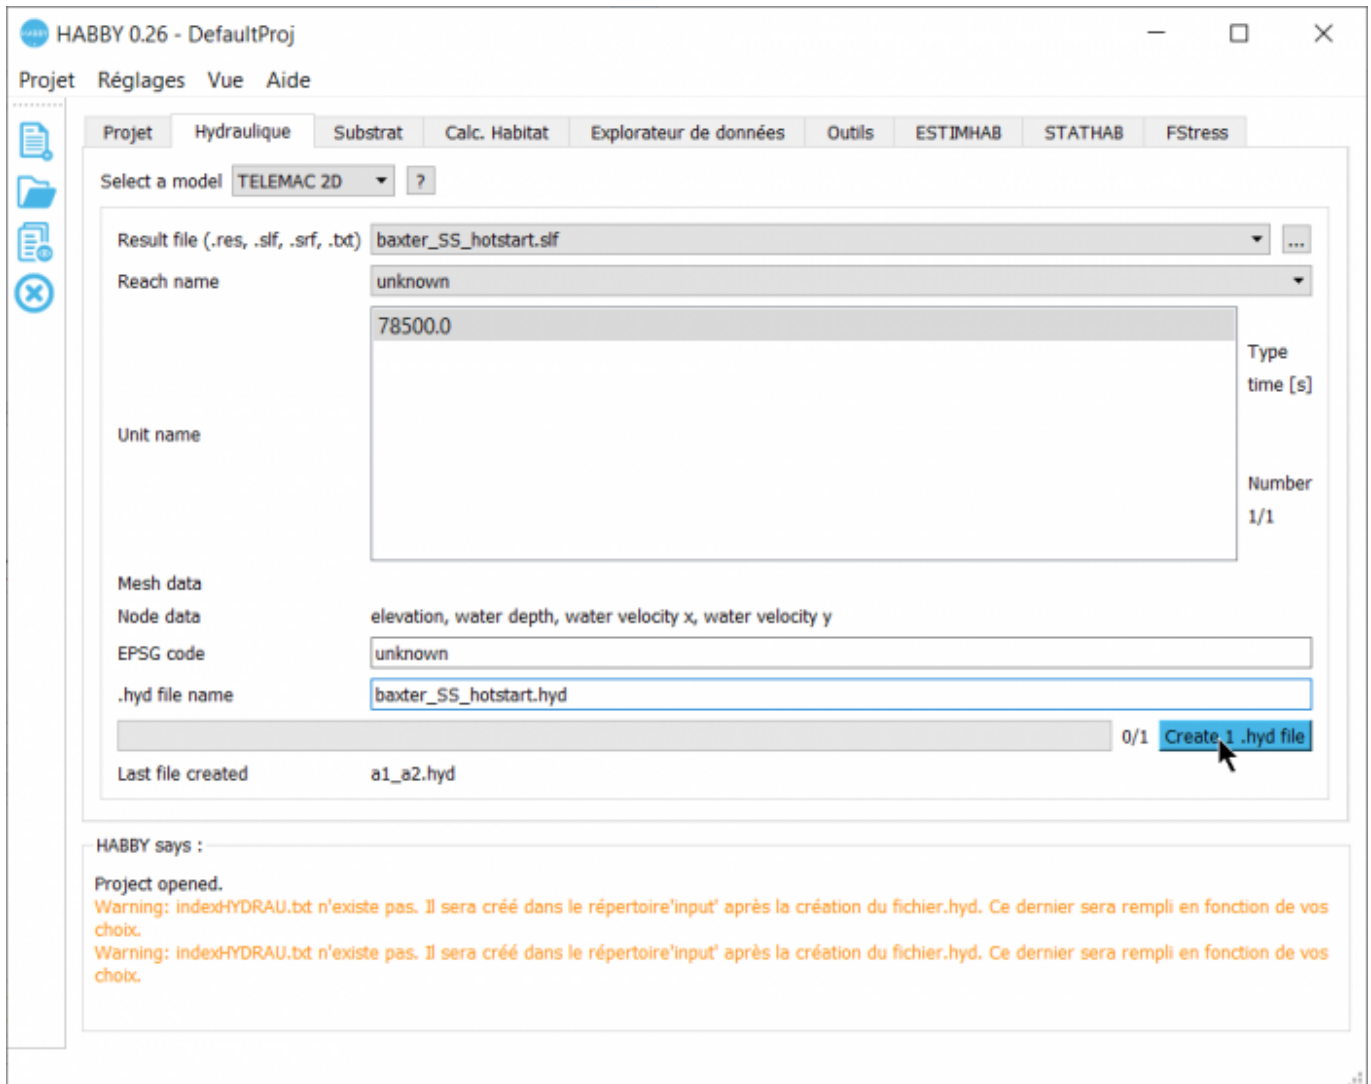 HABBY 0.26 - DefaultProj
Projet Réglages Vue Aide
Projet Hydraulique Substrat Calc. Habitat Explorateur de données Outils ESTIMHAB STATHAB FStress
Select a model TELEMAC 2D ?
Result file (.res, .slf, .srf, .txt) baxter_SS_hotstart.slf ...
Reach name unknown
78500.0
Type
time [s]
Unit name
Number
1/1
Mesh data
Node data elevation, water depth, water velocity x, water velocity y
EPSG code unknown
.hyd file name baxter_SS_hotstart.hyd
0/1 Create 1 .hyd file
Last file created a1_a2.hyd
HABBY says :
Project opened.
Warning: indexHYDRAU.txt n'existe pas. Il sera créé dans le répertoire'input' après la création du fichier.hyd. Ce dernier sera rempli en fonction de vos
choix.
Warning: indexHYDRAU.txt n'existe pas. Il sera créé dans le répertoire'input' après la création du fichier.hyd. Ce dernier sera rempli en fonction de vos
choix.